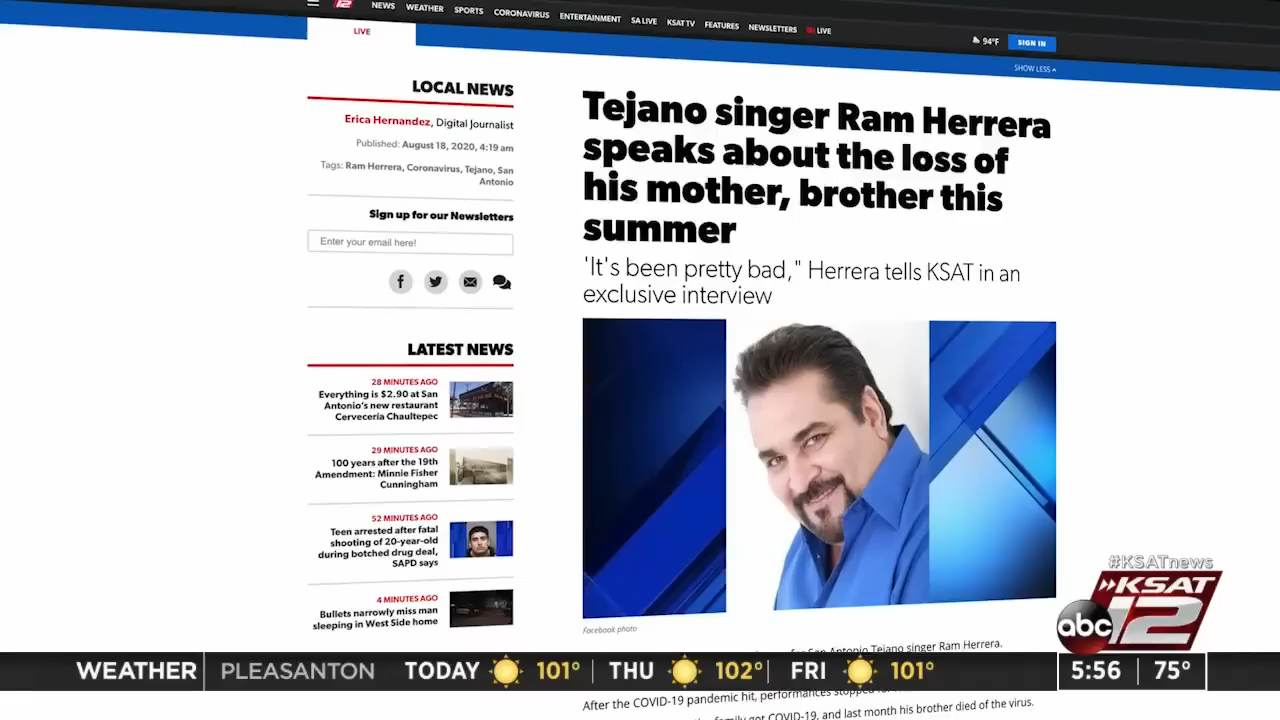 12
NEWS WEATHER SPORTS CORONAVIRUS ENTERTAINMENT SA LIVE KSAT TV FEATURES NEWSLETTERS LIVE
94°F SIGN IN
LIVE
SHOW LESS
LOCAL NEWS
Erica Hernandez, Digital Journalist
Published: August 18, 2020, 4:19 am
Tags: Ram Herrera, Coronavirus, Tejano, San
Antonio
Sign up for our Newsletters
Enter your email here!
LATEST NEWS
28 MINUTES AGO
Everything is $2.90 at San
Antonio's new restaurant
Cervecería Chaultepec
29 MINUTES AGO
100 years after the 19th
Amendment: Minnie Fisher
Cunningham
52 MINUTES AGO
Teen arrested after fatal
shooting of 20-year-old
during botched drug deal,
SAPD says
4 MINUTES AGO
Bullets narrowly miss man
sleeping in West Side home
Tejano singer Ram Herrera
speaks about the loss of
his mother, brother this
summer
'It's been pretty bad," Herrera tells KSAT in an
exclusive interview
Facebook photo
for San Antonio Tejano singer Ram Herrera.
After the COVID-19 pandemic hit, performances stopped
family got COVID-19, and last month his brother died of the virus.
#KSATnews
KSAT
abc 12
WEATHER PLEASANTON TODAY 101° THU 102° FRI 101° 5:56 75°